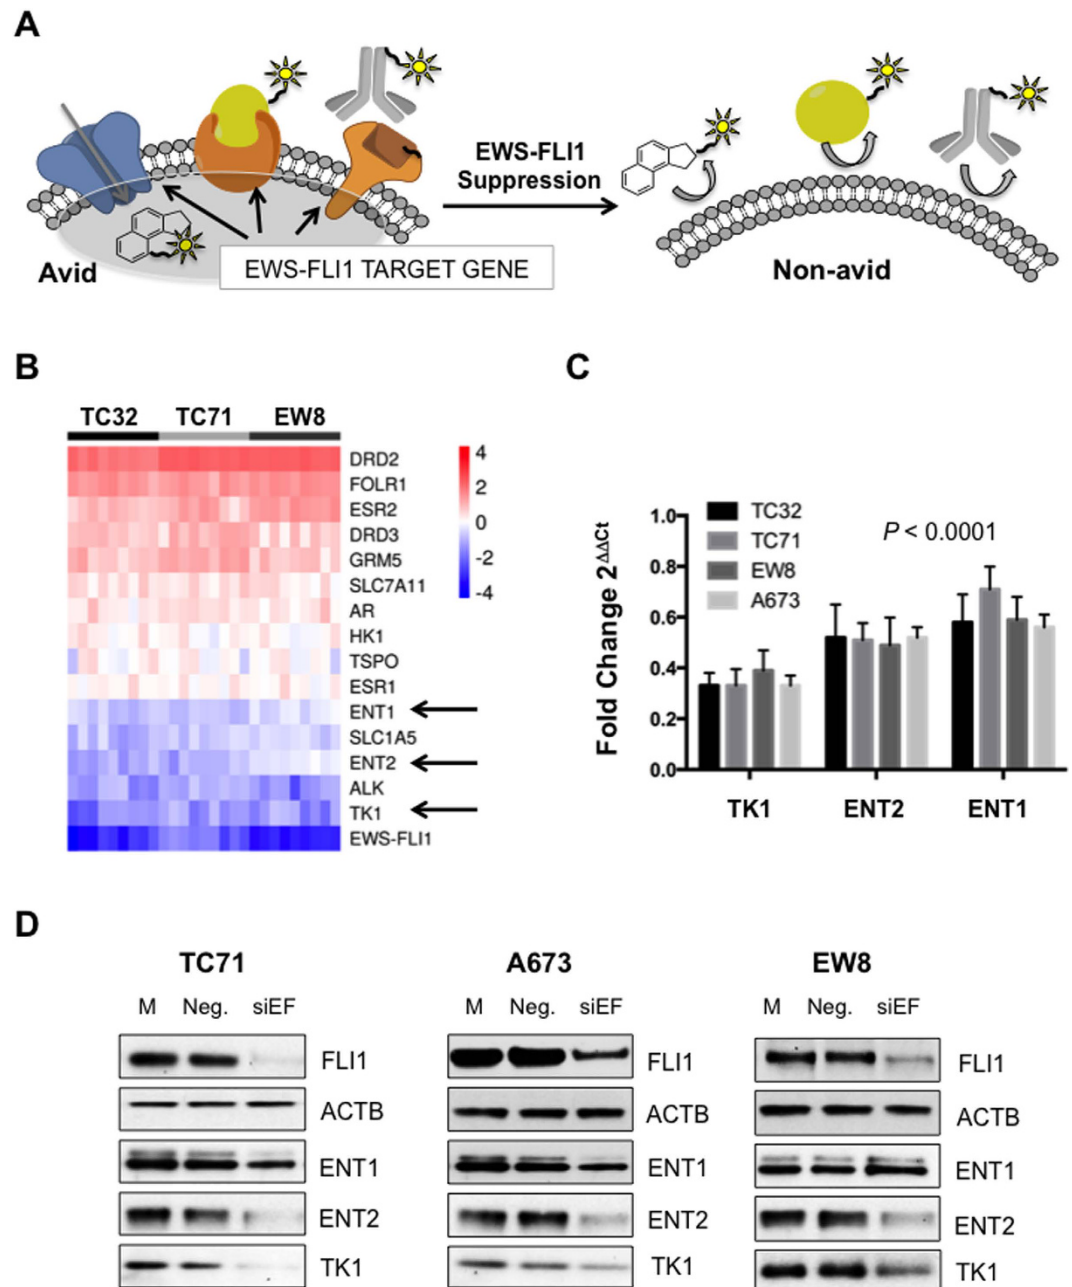 A
EWS-FLI1
Suppression
Avid
EWS-FLI1 TARGET GENE
Non-avid
B
TC32 TC71 EW8
DRD2
FOLR1
ESR2
DRD3
GRM5
SLC7A11
AR
HK1
TSPO
ESR1
ENT1
SLC1A5
ENT2
ALK
TK1
EWS-FLI1
4
2
0
-2
-4
C
Fold Change 2^ΔΔCt
1.0
0.8
0.6
0.4
0.2
0.0
TC32
TC71
EW8
A673
P < 0.0001
TK1 ENT2 ENT1
D
TC71
M Neg. siEF
FLI1
ACTB
ENT1
ENT2
TK1
A673
M Neg. siEF
FLI1
ACTB
ENT1
ENT2
TK1
EW8
M Neg. siEF
FLI1
ACTB
ENT1
ENT2
TK1